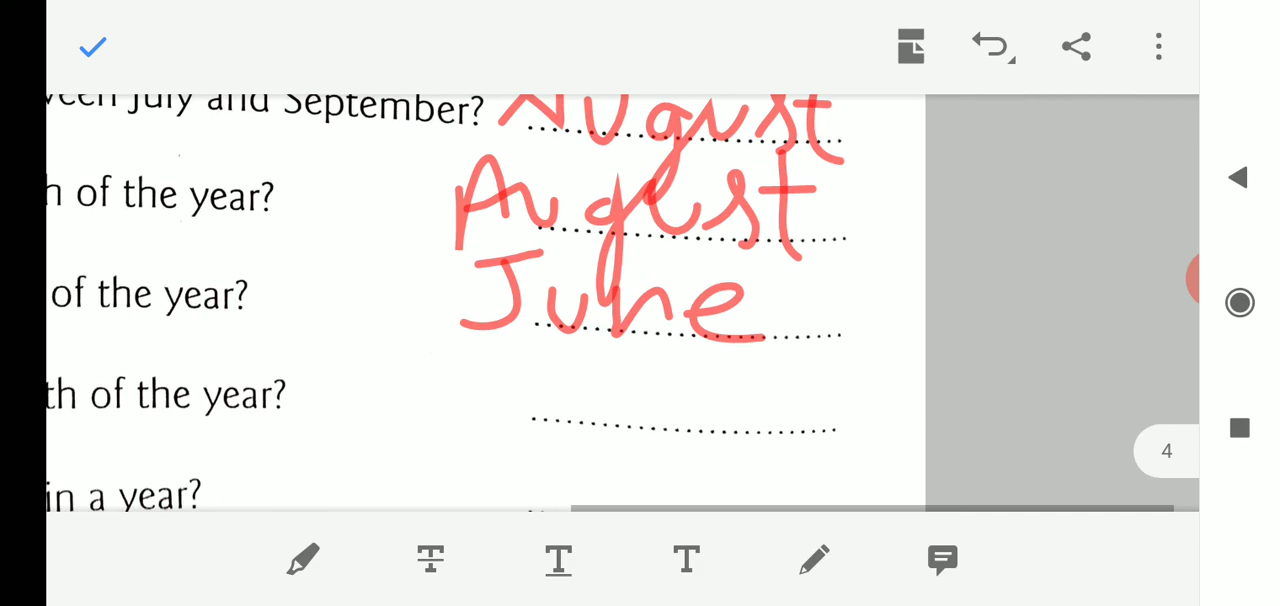 ween July and September? August
h of the year? Augest
of the year? June
th of the year?
in a year?
4
T T T